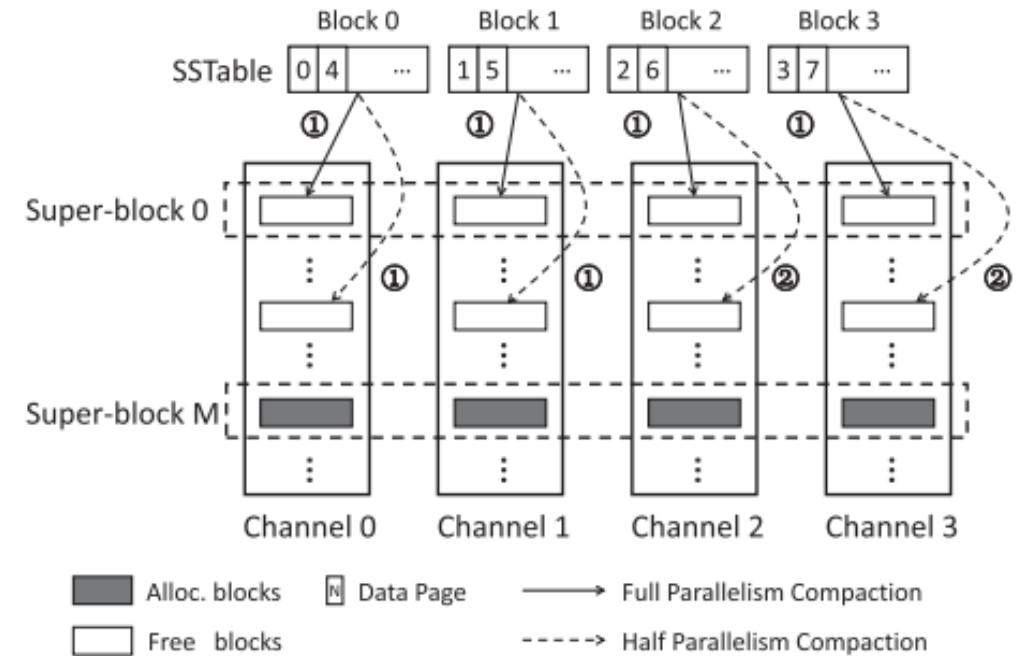 Block 0 Block 1 Block 2 Block 3
SSTable 0 4 ... 1 5 ... 2 6 ... 3 7 ...
① ① ① ①
Super-block 0
① ① ② ②
Super-block M
Channel 0 Channel 1 Channel 2 Channel 3
Alloc. blocks N Data Page Full Parallelism Compaction
Free blocks Half Parallelism Compaction